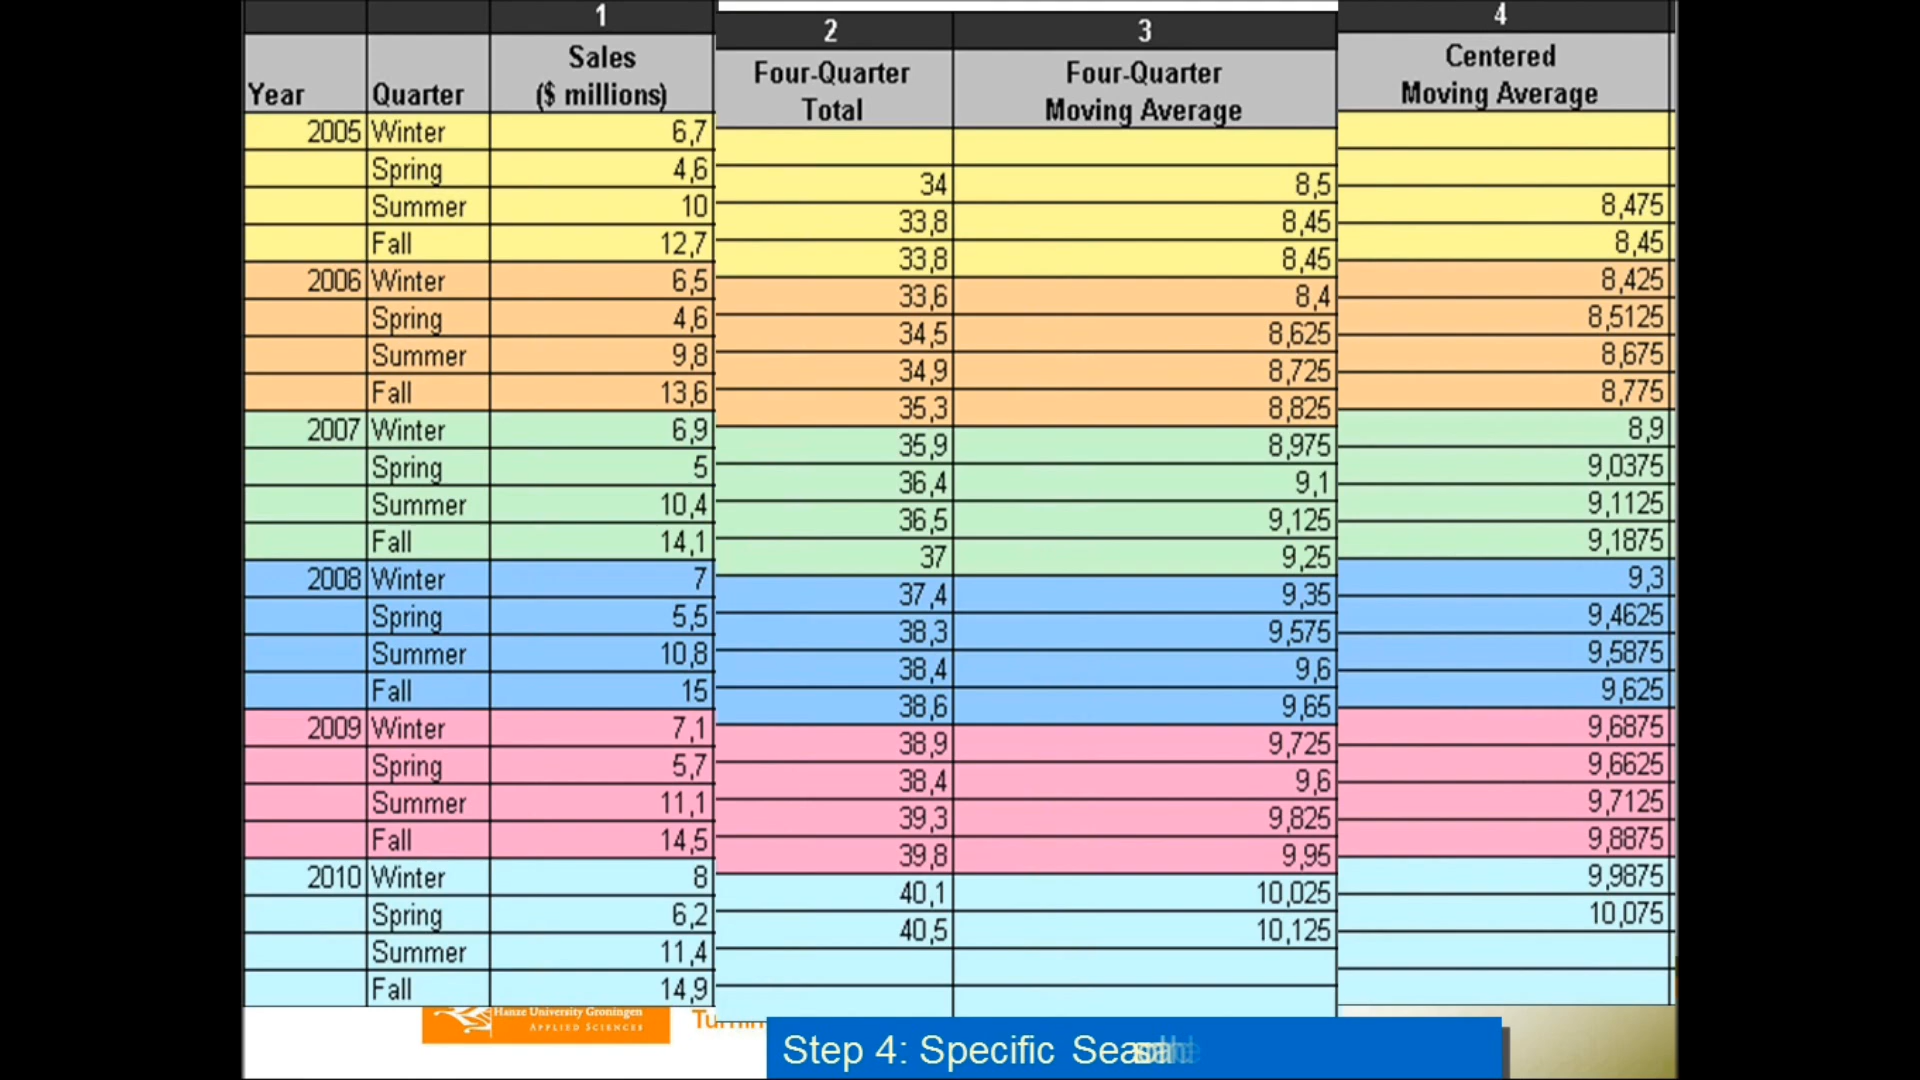 1 2 3 4
Year Quarter Sales ($ millions) Four-Quarter Total Four-Quarter Moving Average Centered Moving Average
2005 Winter 6,7
Spring 4,6 34 8,5
Summer 10 33,8 8,45 8,475
Fall 12,7 33,8 8,45 8,45
2006 Winter 6,5 33,6 8,4 8,425
Spring 4,6 34,5 8,625 8,5125
Summer 9,8 34,9 8,725 8,675
Fall 13,6 35,3 8,825 8,775
2007 Winter 6,9 35,9 8,975 8,9
Spring 5 36,4 9,1 9,0375
Summer 10,4 36,5 9,125 9,1125
Fall 14,1 37 9,25 9,1875
2008 Winter 7 37,4 9,35 9,3
Spring 5,5 38,3 9,575 9,4625
Summer 10,8 38,4 9,6 9,5875
Fall 15 38,6 9,65 9,625
2009 Winter 7,1 38,9 9,725 9,6875
Spring 5,7 38,4 9,6 9,6625
Summer 11,1 39,3 9,825 9,7125
Fall 14,5 39,8 9,95 9,8875
2010 Winter 8 40,1 10,025 9,9875
Spring 6,2 40,5 10,125 10,075
Summer 11,4
Fall 14,9
Hanze University Groningen
APPLIED SCIENCES
Step 4: Specific